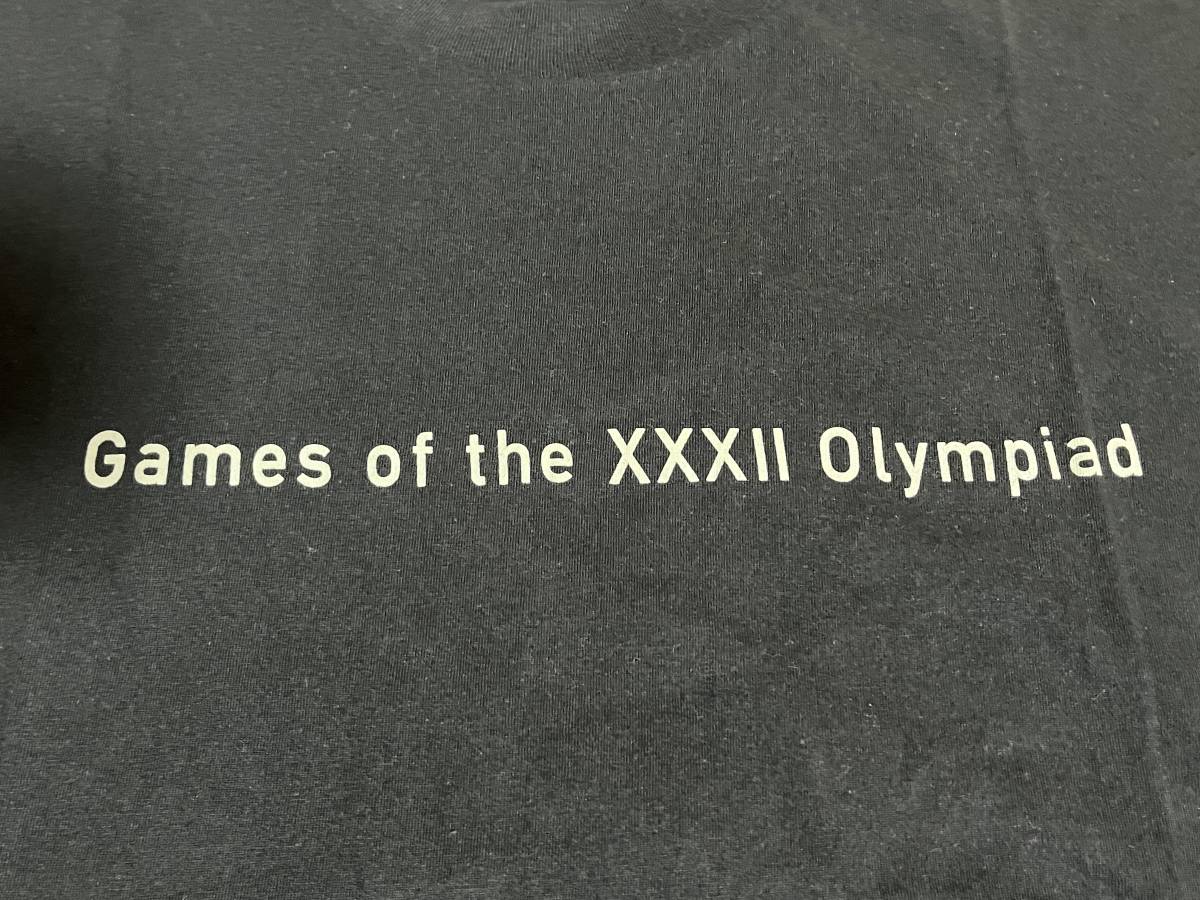 Games of the XXXII Olympiad